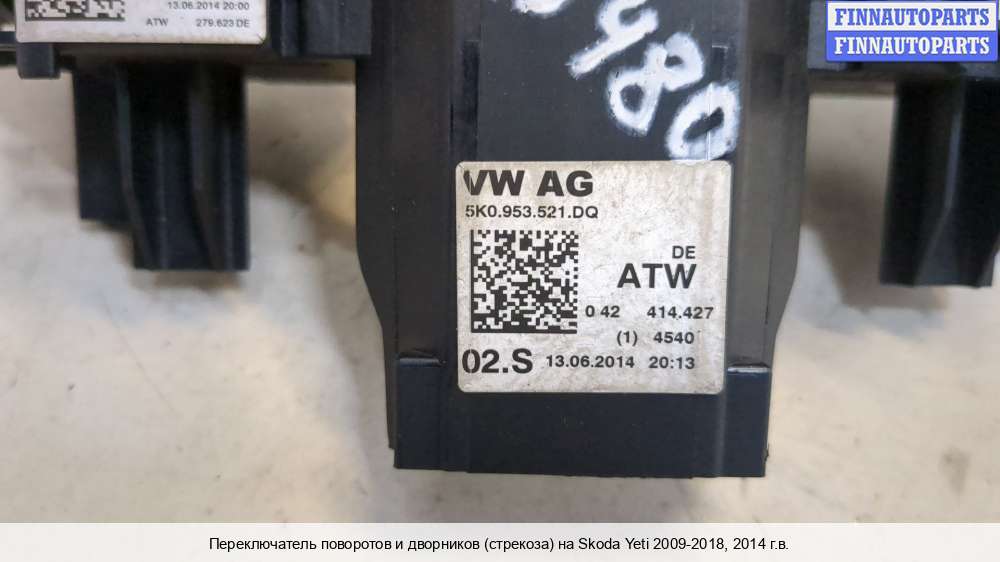 13.06.2014 20:00
ATW 279.623 DE
FINNAUTOPARTS
FINNAUTOPARTS
480
VW AG
5K0.953.521.DQ
DE
ATW
0 42 414.427
(1) 4540
02.S 13.06.2014 20:13
Переключатель поворотов и дворников (стрекоза) на Skoda Yeti 2009-2018, 2014 г.в.